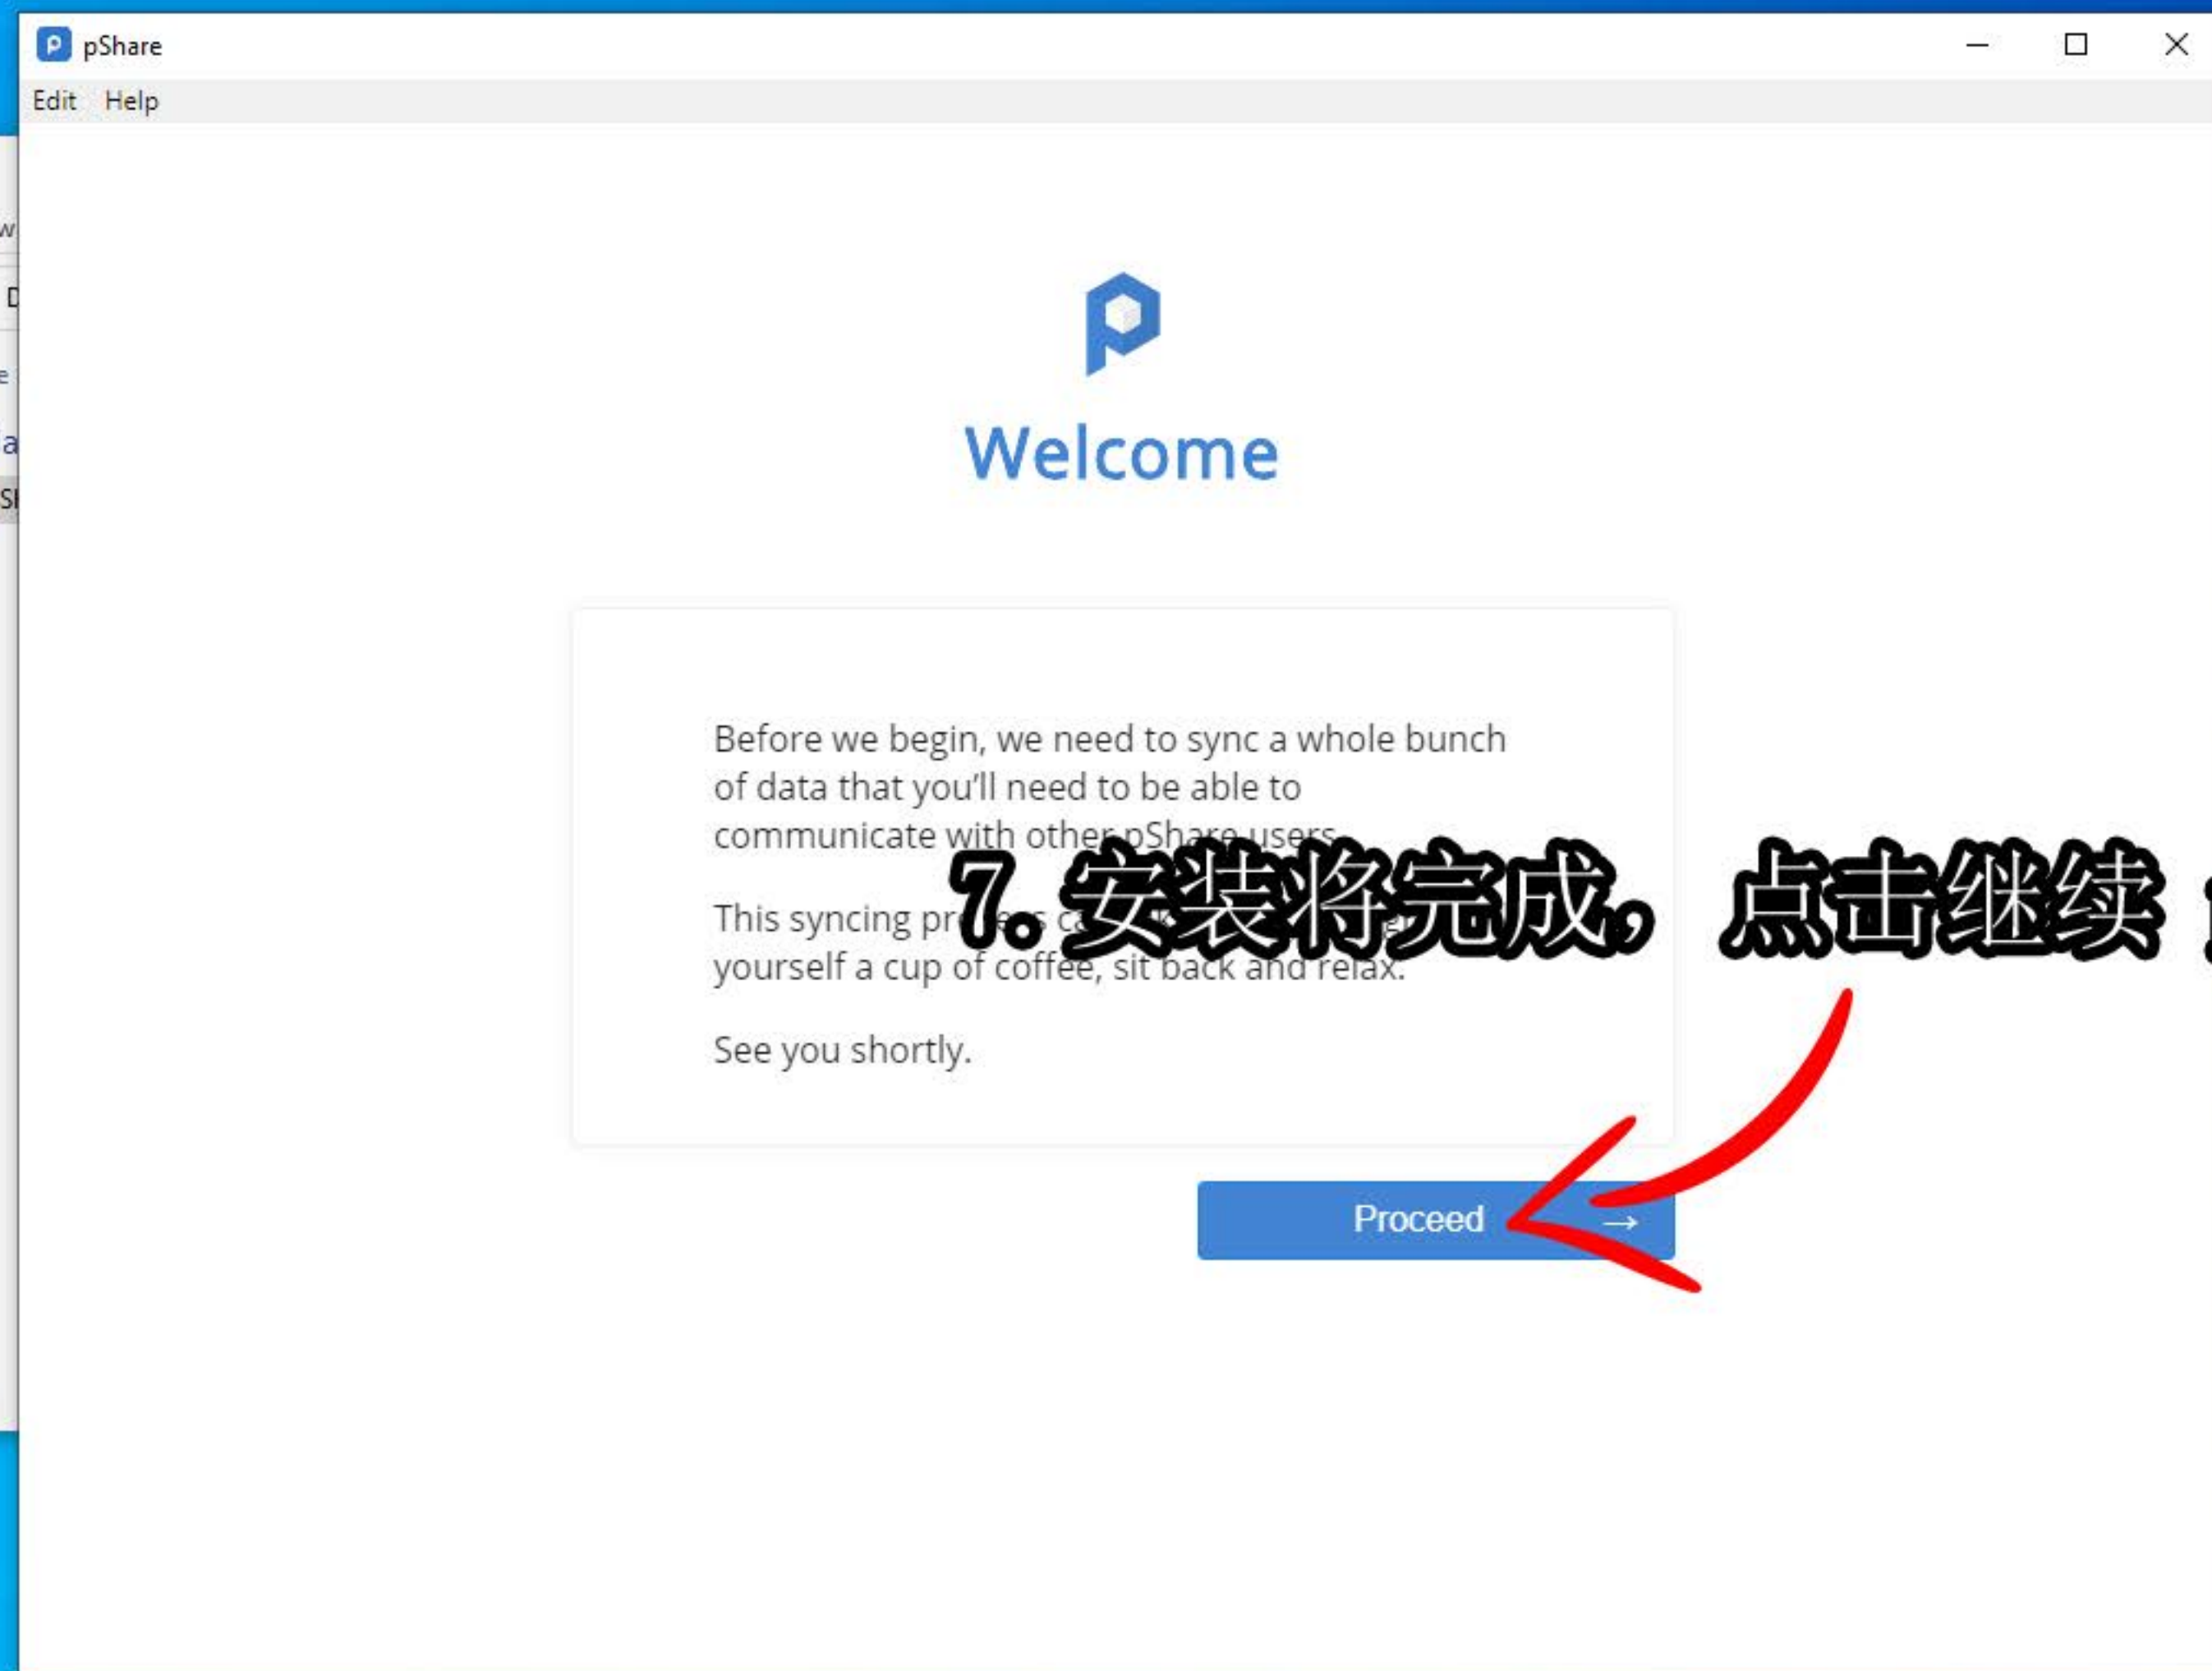 pShare
Edit Help
Welcome
Before we begin, we need to sync a whole bunch
of data that you'll need to be able to
communicate with other pShare users
7. 安装将完成，点击继续
This syncing
yourself a cup of coffee, sit back and relax.
See you shortly.
Proceed →